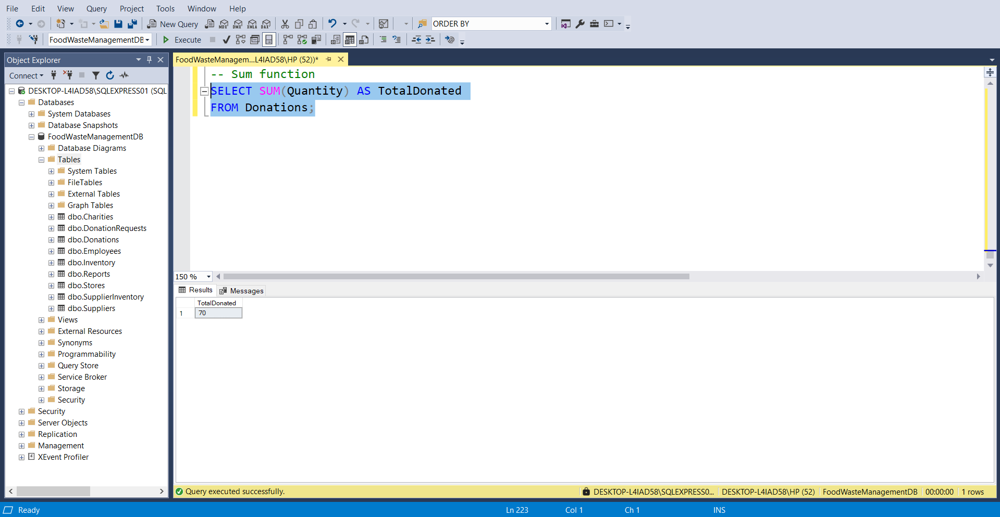 File Edit View Query Project Tools Window Help
New Query MDX DMX XMLA DAX ORDER BY
FoodWasteManagementDB Execute
Object Explorer
Connect
DESKTOP-L4IAD58\SQLEXPRESS01 (SQL
Databases
System Databases
Database Snapshots
FoodWasteManagementDB
Database Diagrams
Tables
System Tables
FileTables
External Tables
Graph Tables
dbo.Charities
dbo.DonationRequests
dbo.Donations
dbo.Employees
dbo.Inventory
dbo.Reports
dbo.Stores
dbo.SupplierInventory
dbo.Suppliers
Views
External Resources
Synonyms
Programmability
Query Store
Service Broker
Storage
Security
Security
Server Objects
Replication
Management
XEvent Profiler
FoodWasteManagem...L4IAD58\HP (52))*
-- Sum function
SELECT SUM(Quantity) AS TotalDonated
FROM Donations;
150 %
Results Messages
TotalDonated
1 70
Query executed successfully. DESKTOP-L4IAD58\SQLEXPRESS0... DESKTOP-L4IAD58\HP (52) FoodWasteManagementDB 00:00:00 1 rows
Ready Ln 223 Col 1 Ch 1 INS